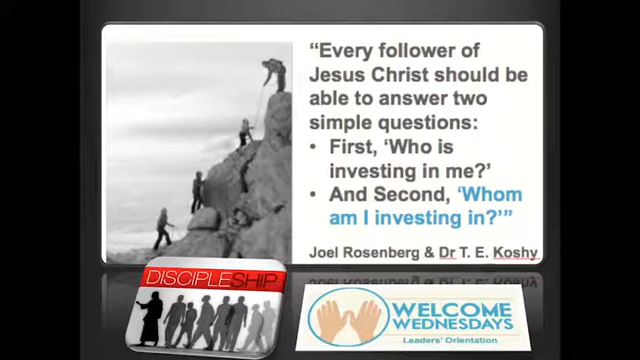 “Every follower of
Jesus Christ should be
able to answer two
simple questions:
• First, ‘Who is
investing in me?’
• And Second, ‘Whom
am I investing in?’”
Joel Rosenberg & Dr T. E. Koshy
DISCIPLESHIP
WELCOME
WEDNESDAYS
Leaders' Orientation